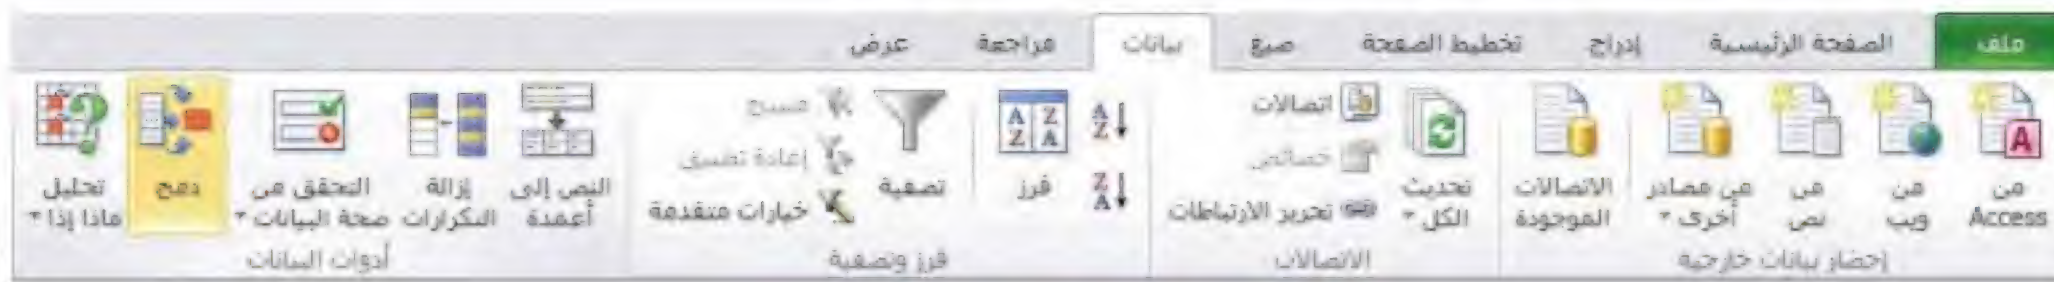 ملف الصفحة الرئيسية إدراج تخطيط الصفحة صيغ بيانات مراجعة عرض
من Access
من ويب
من نص
من مصادر أخرى
الاتصالات الموجودة
إحضار بيانات خارجية
تحديث الكل
اتصالات
خصائص
تحرير الارتباطات
الاتصالات
A Z
Z A
A Z Z A
فرز
تصفية
مسح
إعادة تطبيق
خيارات متقدمة
فرز وتصفية
النص إلى أعمدة
إزالة التكرارات
التحقق من صحة البيانات
دمج
تحليل ماذا إذا
أدوات البيانات